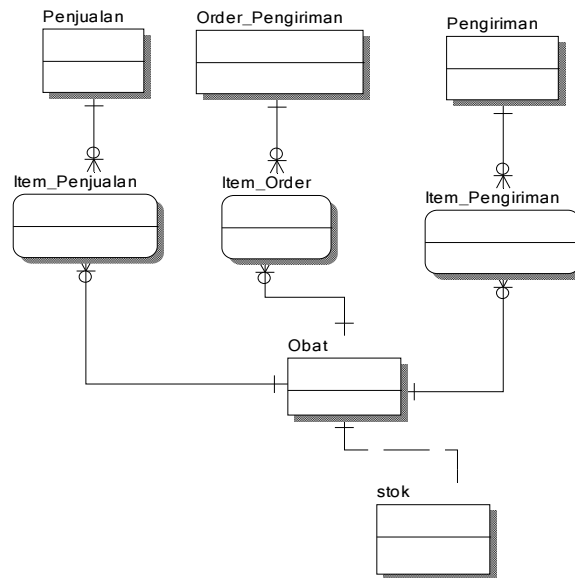 Penjualan
Order_Pengiriman
Pengiriman
Item_Penjualan
Item_Order
Item_Pengiriman
Obat
stok